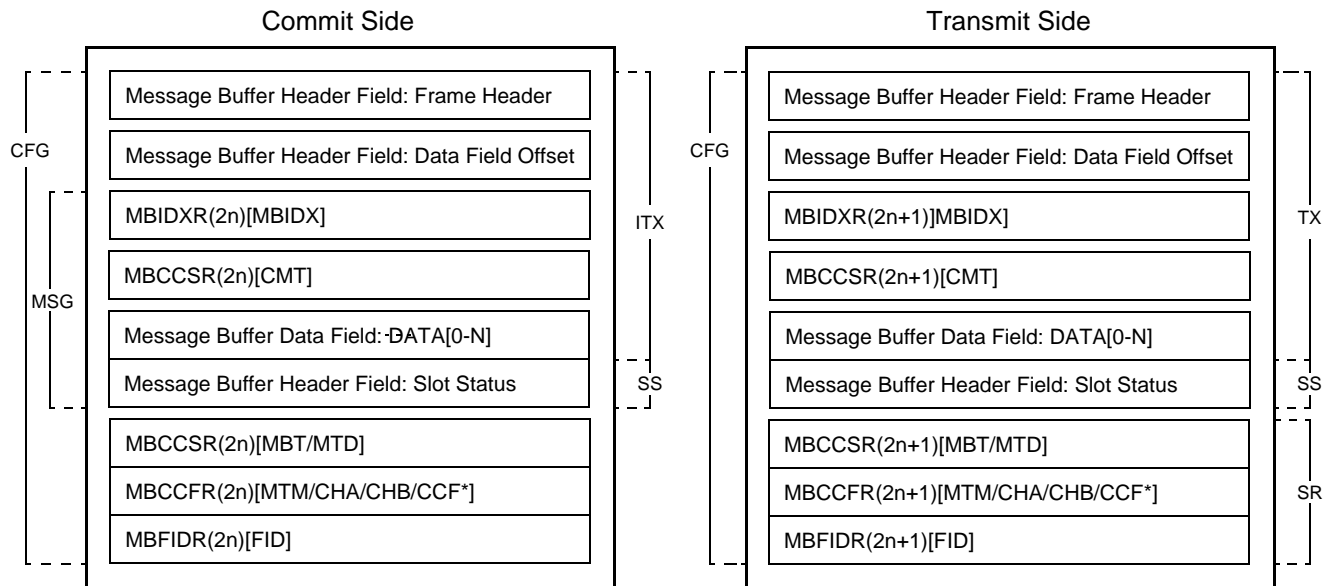 Commit Side
CFG
MSG
Message Buffer Header Field: Frame Header
Message Buffer Header Field: Data Field Offset
MBIDXR(2n)[MBIDX]
MBCCSR(2n)[CMT]
Message Buffer Data Field: DATA[0-N]
Message Buffer Header Field: Slot Status
MBCCSR(2n)[MBT/MTD]
MBCCFR(2n)[MTM/CHA/CHB/CCF*]
MBFIDR(2n)[FID]
ITX
SS
Transmit Side
CFG
Message Buffer Header Field: Frame Header
Message Buffer Header Field: Data Field Offset
MBIDXR(2n+1)]MBIDX]
MBCCSR(2n+1)[CMT]
Message Buffer Data Field: DATA[0-N]
Message Buffer Header Field: Slot Status
MBCCSR(2n+1)[MBT/MTD]
MBCCFR(2n+1)[MTM/CHA/CHB/CCF*]
MBFIDR(2n+1)[FID]
TX
SS
SR